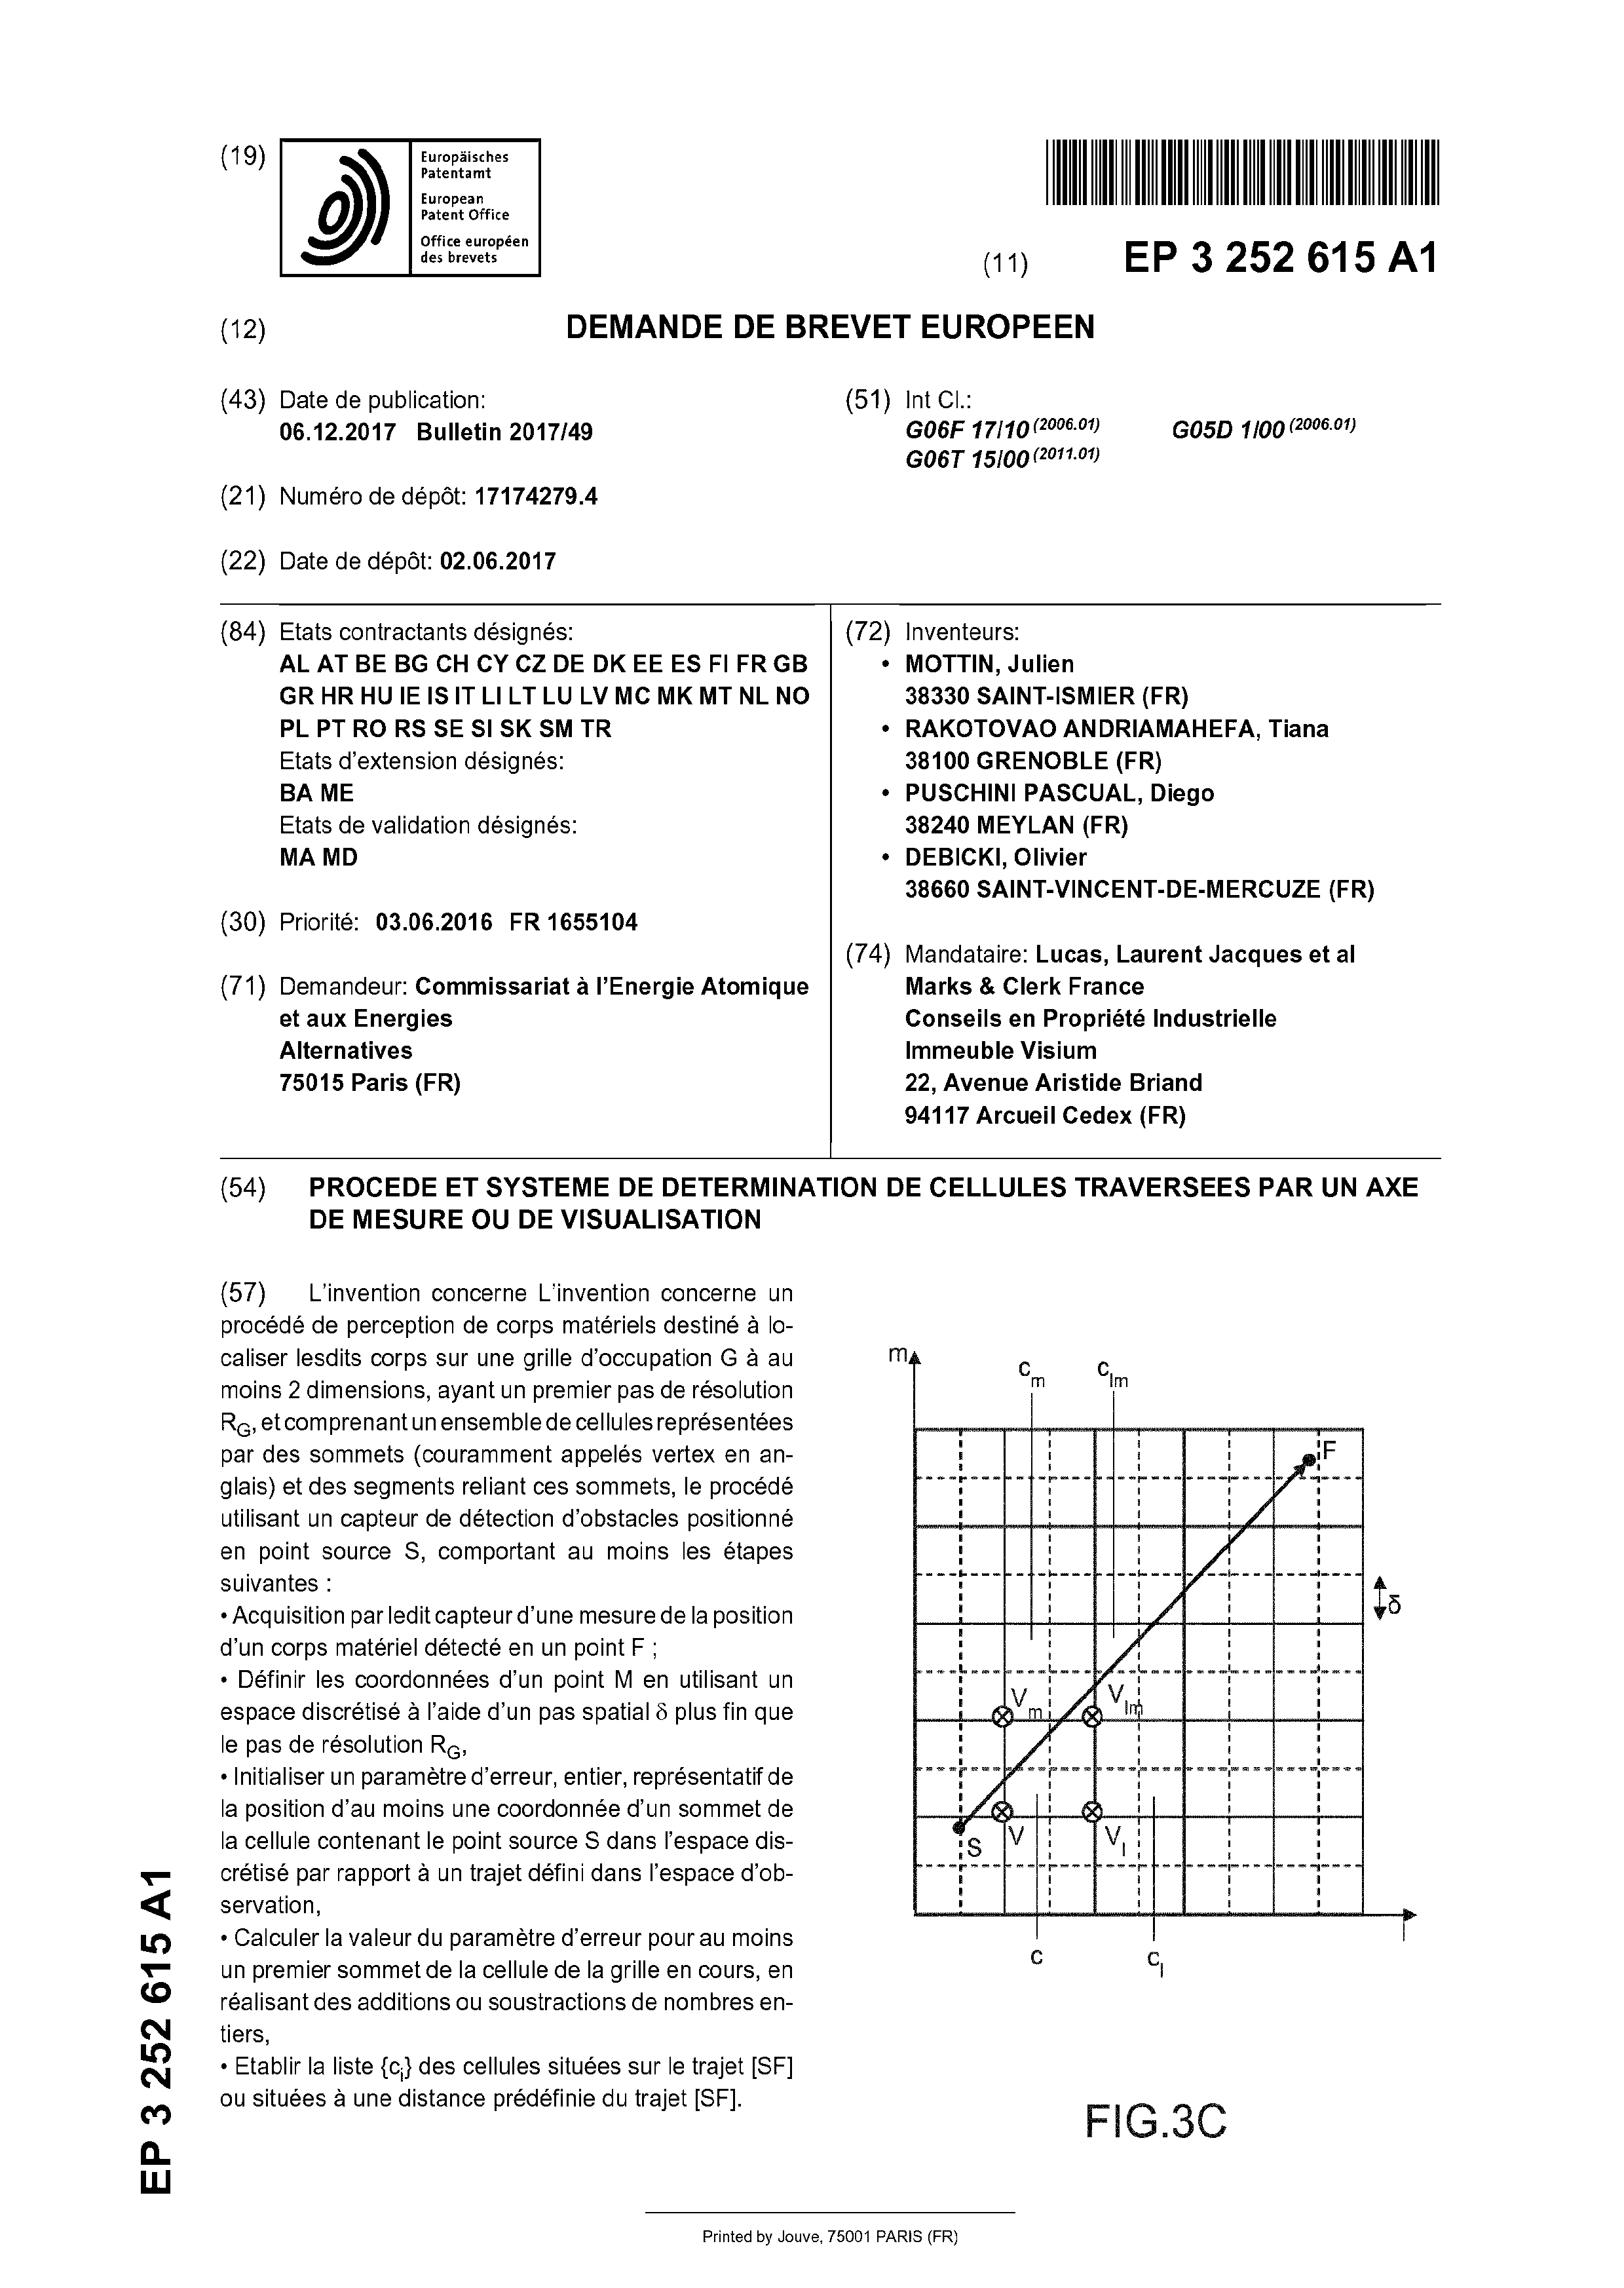 (19)
Europäisches
Patentamt
European
Patent Office
Office européen
des brevets
(11) EP 3 252 615 A1
(12) DEMANDE DE BREVET EUROPEEN
(43) Date de publication:
06.12.2017 Bulletin 2017/49
(21) Numéro de dépôt: 17174279.4
(22) Date de dépôt: 02.06.2017
(51) Int Cl.:
G06F 17/10 (2006.01) G05D 1/00 (2006.01)
G06T 15/00 (2011.01)
(84) Etats contractants désignés:
AL AT BE BG CH CY CZ DE DK EE ES FI FR GB
GR HR HU IE IS IT LI LT LU LV MC MK MT NL NO
PL PT RO RS SE SI SK SM TR
Etats d'extension désignés:
BA ME
Etats de validation désignés:
MA MD
(30) Priorité: 03.06.2016 FR 1655104
(71) Demandeur: Commissariat à l'Energie Atomique
et aux Energies
Alternatives
75015 Paris (FR)
(72) Inventeurs:
• MOTTIN, Julien
38330 SAINT-ISMIER (FR)
• RAKOTOVAO ANDRIAMAHEFA, Tiana
38100 GRENOBLE (FR)
• PUSCHINI PASCUAL, Diego
38240 MEYLAN (FR)
• DEBICKI, Olivier
38660 SAINT-VINCENT-DE-MERCUZE (FR)
(74) Mandataire: Lucas, Laurent Jacques et al
Marks & Clerk France
Conseils en Propriété Industrielle
Immeuble Visium
22, Avenue Aristide Briand
94117 Arcueil Cedex (FR)
(54) PROCEDE ET SYSTEME DE DETERMINATION DE CELLULES TRAVERSEES PAR UN AXE
DE MESURE OU DE VISUALISATION
(57) L'invention concerne L'invention concerne un
procédé de perception de corps matériels destiné à lo-
caliser lesdits corps sur une grille d'occupation G à au
moins 2 dimensions, ayant un premier pas de résolution
RG, et comprenant un ensemble de cellules représentées
par des sommets (couramment appelés vertex en an-
glais) et des segments reliant ces sommets, le procédé
utilisant un capteur de détection d'obstacles positionné
en point source S, comportant au moins les étapes
suivantes :
• Acquisition par ledit capteur d'une mesure de la position
d'un corps matériel détecté en un point F ;
• Définir les coordonnées d'un point M en utilisant un
espace discrétisé à l'aide d'un pas spatial δ plus fin que
le pas de résolution RG,
• Initialiser un paramètre d'erreur, entier, représentatif de
la position d'au moins une coordonnée d'un sommet de
la cellule contenant le point source S dans l'espace dis-
crétisé par rapport à un trajet défini dans l'espace d'ob-
servation,
• Calculer la valeur du paramètre d'erreur pour au moins
un premier sommet de la cellule de la grille en cours, en
réalisant des additions ou soustractions de nombres en-
tiers,
• Etablir la liste {ci} des cellules situées sur le trajet [SF]
ou situées à une distance prédéfinie du trajet [SF].
m
cm clm
F
δ
Vm Vlm
S V Vl
l
c cl
FIG.3C
EP 3 252 615 A1
Printed by Jouve, 75001 PARIS (FR)